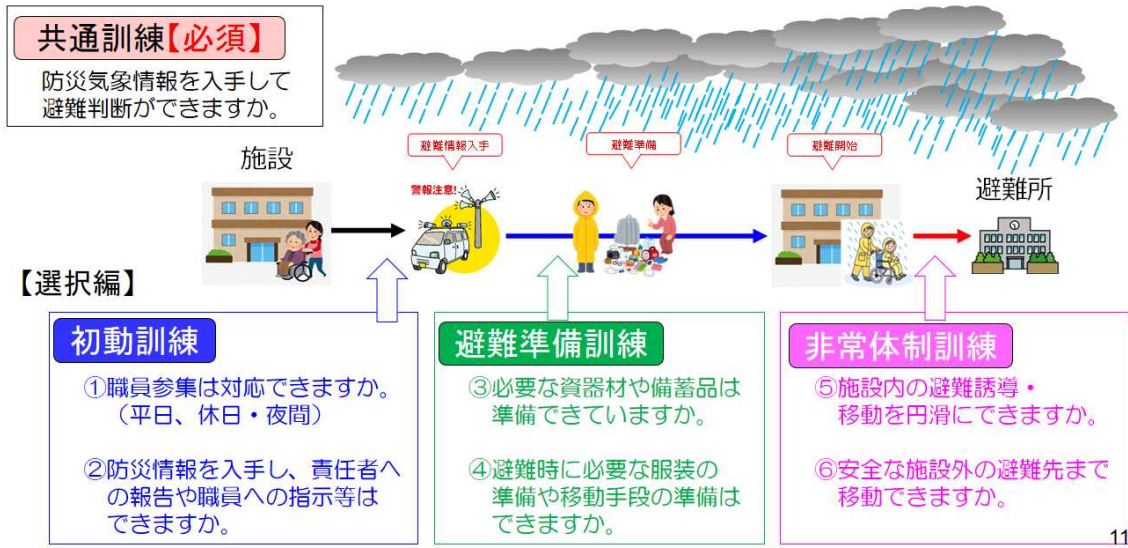 共通訓練【必須】
防災気象情報を入手して
避難判断ができますか。
施設
避難情報入手
避難準備
避難開始
警報注意!
避難所
【選択編】
初動訓練
①職員参集は対応できますか。
（平日、休日・夜間）
②防災情報を入手し、責任者へ
の報告や職員への指示等は
できますか。
避難準備訓練
③必要な資器材や備蓄品は
準備できていますか。
④避難時に必要な服装の
準備や移動手段の準備は
できますか。
非常体制訓練
⑤施設内の避難誘導・
移動を円滑にできますか。
⑥安全な施設外の避難先まで
移動できますか。
11